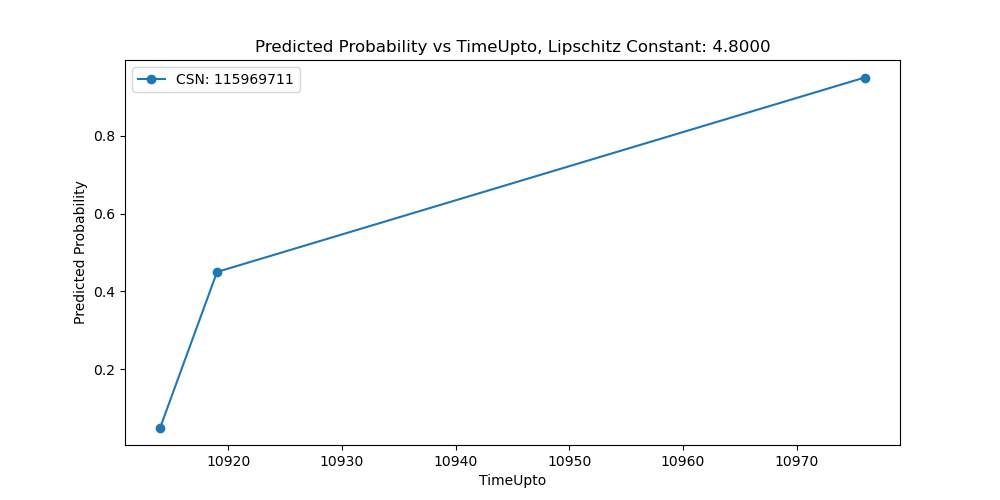 Predicted Probability vs TimeUpto, Lipschitz Constant: 4.8000
CSN: 115969711
Predicted Probability
0.8
0.6
0.4
0.2
10920 10930 10940 10950 10960 10970
TimeUpto